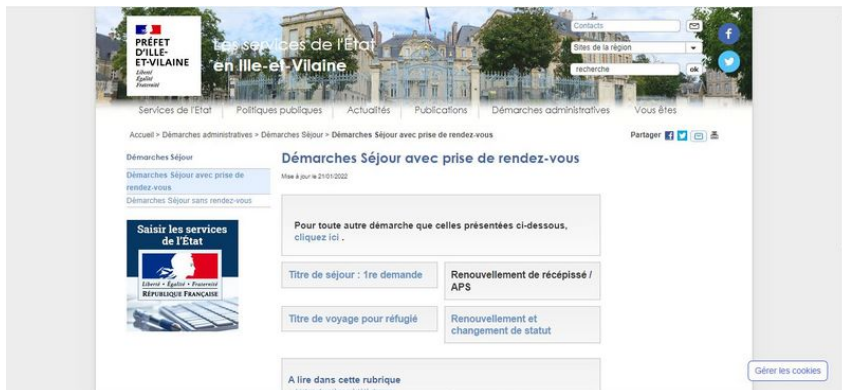 PRÉFET
D'ILLE-
ET-VILAINE
Liberté
Égalité
Fraternité
Les services de l'État
en Ille-et-Vilaine
Contacts
Sites de la région
recherche
ok
Services de l'Etat
Politiques publiques
Actualités
Publications
Démarches administratives
Vous êtes
Accueil > Démarches administratives > Démarches Séjour > Démarches Séjour avec prise de rendez-vous
Partager
Démarches Séjour
Démarches Séjour avec prise de
rendez-vous
Démarches Séjour sans rendez-vous
Saisir les services
de l'État
Liberté • Égalité • Fraternité
RÉPUBLIQUE FRANÇAISE
Démarches Séjour avec prise de rendez-vous
Mise à jour le 21/01/2022
Pour toute autre démarche que celles présentées ci-dessous,
cliquez ici .
Titre de séjour : 1re demande
Renouvellement de récépissé /
APS
Titre de voyage pour réfugié
Renouvellement et
changement de statut
A lire dans cette rubrique
Gérer les cookies